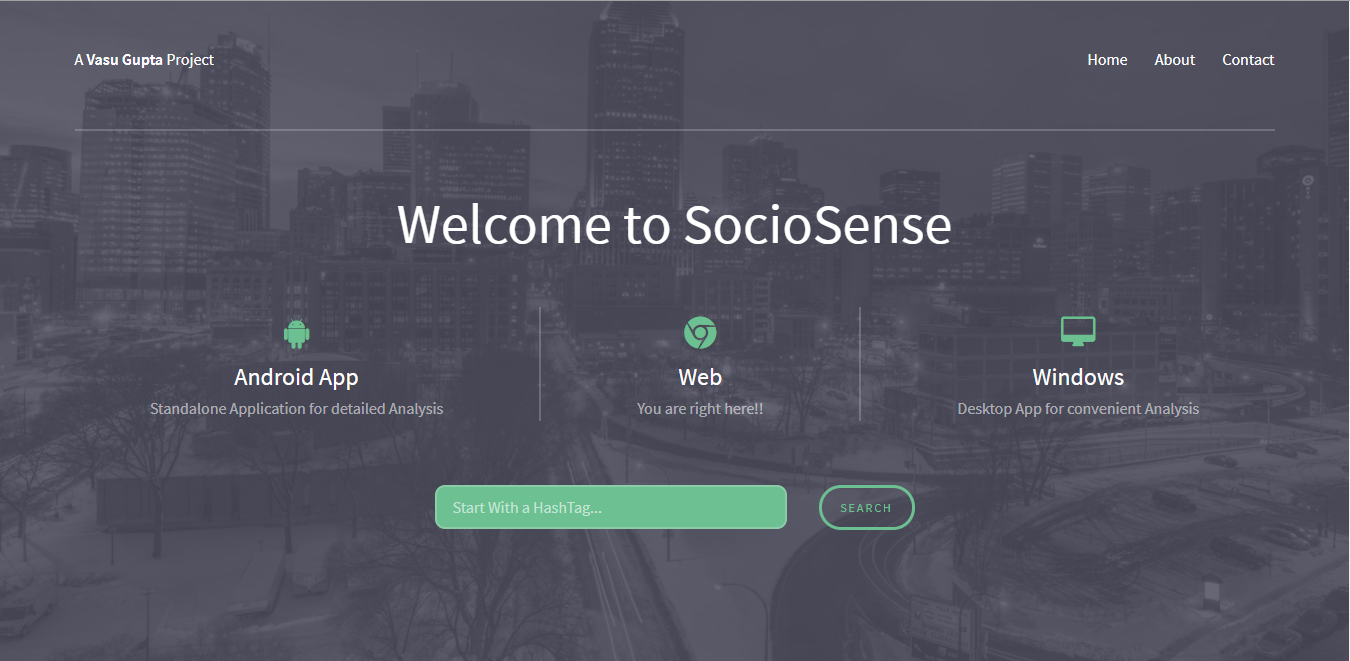 A Vasu Gupta Project
Home About Contact
Welcome to SocioSense
Android App
Standalone Application for detailed Analysis
Web
You are right here!!
Windows
Desktop App for convenient Analysis
Start With a HashTag...
SEARCH